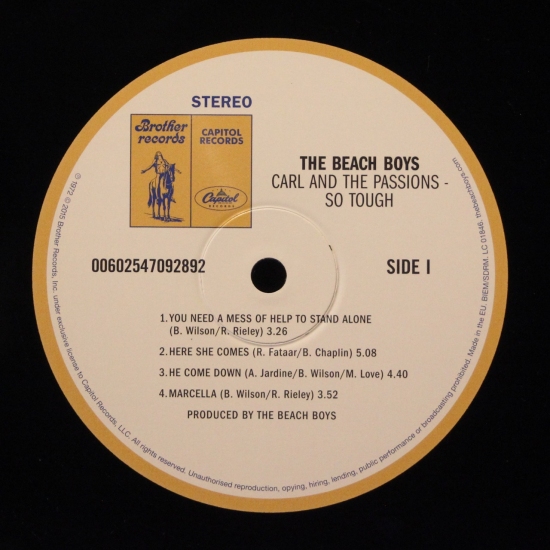 STEREO
Brother
records
CAPITOL
RECORDS
Capitol
RECORDS
THE BEACH BOYS
CARL AND THE PASSIONS -
SO TOUGH
00602547092892
SIDE I
1. YOU NEED A MESS OF HELP TO STAND ALONE
(B. Wilson/R. Rieley) 3.26
2. HERE SHE COMES (R. Fataar/B. Chaplin) 5.08
3. HE COME DOWN (A. Jardine/B. Wilson/M. Love) 4.40
4. MARCELLA (B. Wilson/R. Rieley) 3.52
PRODUCED BY THE BEACH BOYS
℗ 1972 © 2015 Brother Records, Inc. under exclusive license to Capitol Records, LLC. All rights reserved. Unauthorised reproduction, copying, hiring, lending, public performance or broadcasting prohibited. Made in the EU. BIEM/SDRM. LC 01846. thebeachboys.com